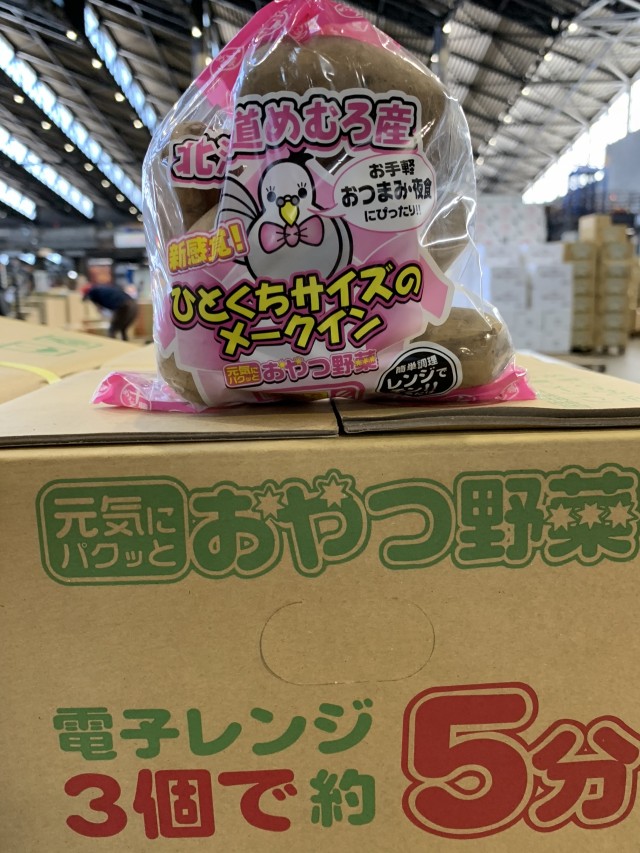 北海道めむろ産
お手軽
おつまみ・夜食
にぴったり!!
新感覚!
ひとくちサイズの
メークイン
元気に
パクッと
おやつ野菜
簡単調理
レンジで
元気に
パクッと
おやつ野菜
電子レンジ
3個で約5分